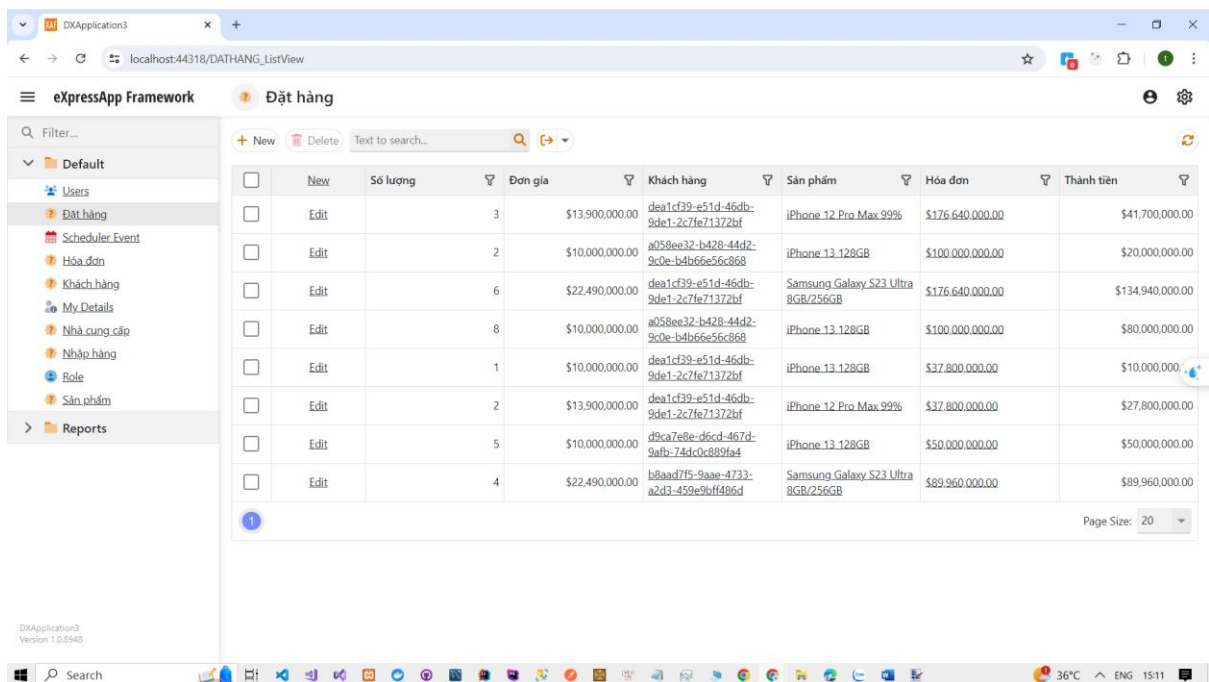 DXApplication3
localhost:44318/DATHANG_ListView
eXpressApp Framework
Đặt hàng
Filter...
Default
Users
Đặt hàng
Scheduler Event
Hóa đơn
Khách hàng
My Details
Nhà cung cấp
Nhập hàng
Role
Sản phẩm
Reports
New Delete Text to search...
New Số lượng Đơn gía Khách hàng Sản phẩm Hóa đơn Thành tiền
Edit 3 $13,900,000.00 dea1cf39-e51d-46db-9de1-2c7fe71372bf iPhone 12 Pro Max 99% $176,640,000.00 $41,700,000.00
Edit 2 $10,000,000.00 a058ee32-b428-44d2-9c0e-b4b66e56c868 iPhone 13 128GB $100,000,000.00 $20,000,000.00
Edit 6 $22,490,000.00 dea1cf39-e51d-46db-9de1-2c7fe71372bf Samsung Galaxy S23 Ultra 8GB/256GB $176,640,000.00 $134,940,000.00
Edit 8 $10,000,000.00 a058ee32-b428-44d2-9c0e-b4b66e56c868 iPhone 13 128GB $100,000,000.00 $80,000,000.00
Edit 1 $10,000,000.00 dea1cf39-e51d-46db-9de1-2c7fe71372bf iPhone 13 128GB $37,800,000.00 $10,000,000.
Edit 2 $13,900,000.00 dea1cf39-e51d-46db-9de1-2c7fe71372bf iPhone 12 Pro Max 99% $37,800,000.00 $27,800,000.00
Edit 5 $10,000,000.00 d9ca7e8e-d6cd-467d-9afb-74dc0c889fa4 iPhone 13 128GB $50,000,000.00 $50,000,000.00
Edit 4 $22,490,000.00 b8aad7f5-9aae-4733-a2d3-459e9bff486d Samsung Galaxy S23 Ultra 8GB/256GB $89,960,000.00 $89,960,000.00
1 Page Size: 20
DXApplication3
Version 1.0.8948
Search 36°C ENG 15:11